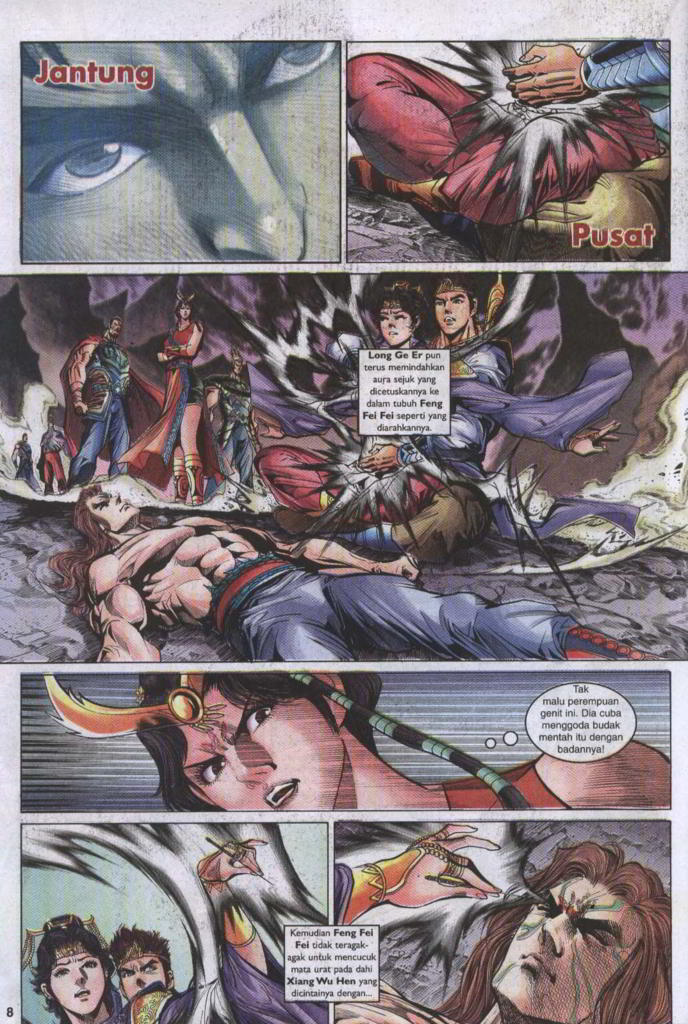 Jantung
Pusat
Long Ge Er pun
terus memindahkan
aura sejuk yang
dicetuskannya ke
dalam tubuh Feng
Fei Fei seperti yang
diarahkannya.
Tak
malu perempuan
genit ini. Dia cuba
menggoda budak
mentah itu dengan
badannya!
Kemudian Feng Fei
Fei tidak teragak-
agak untuk mencucuk
mata urat pada dahi
Xiang Wu Hen yang
dicintainya dengan...
8